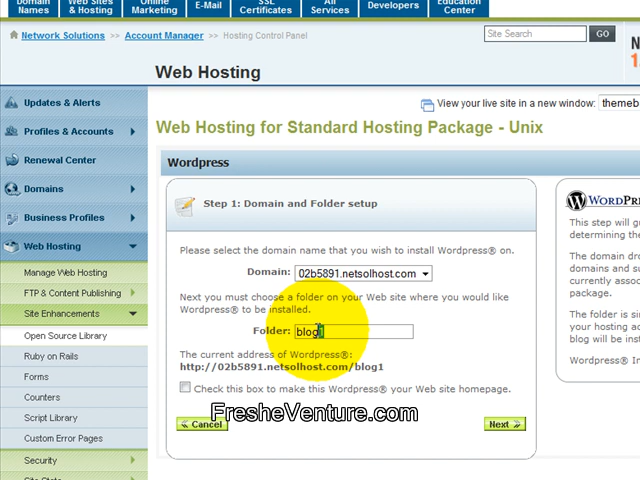 Domain Names
Web Sites & Hosting
Online Marketing
E-Mail
SSL Certificates
All Services
Developers
Education Center
Network Solutions >> Account Manager >> Hosting Control Panel
Site Search
GO
Web Hosting
Updates & Alerts
Profiles & Accounts
Renewal Center
Domains
Business Profiles
Web Hosting
Manage Web Hosting
FTP & Content Publishing
Site Enhancements
Open Source Library
Ruby on Rails
Forms
Counters
Script Library
Custom Error Pages
Security
View your live site in a new window: themeb
Web Hosting for Standard Hosting Package - Unix
Wordpress
Step 1: Domain and Folder setup
Please select the domain name that you wish to install Wordpress® on.
Domain: 02b5891.netsolhost.com
Next you must choose a folder on your Web site where you would like
Wordpress® to be installed.
Folder: blog1
The current address of Wordpress®:
http://02b5891.netsolhost.com/blog1
Check this box to make this Wordpress® your Web site homepage.
Cancel
Next >>
FresheVenture.com
WORDPR
This step will gu
determining the
The domain dro
domains and su
currently assoc
package.
The folder is sim
your hosting a
blog will be inst
Wordpress® In